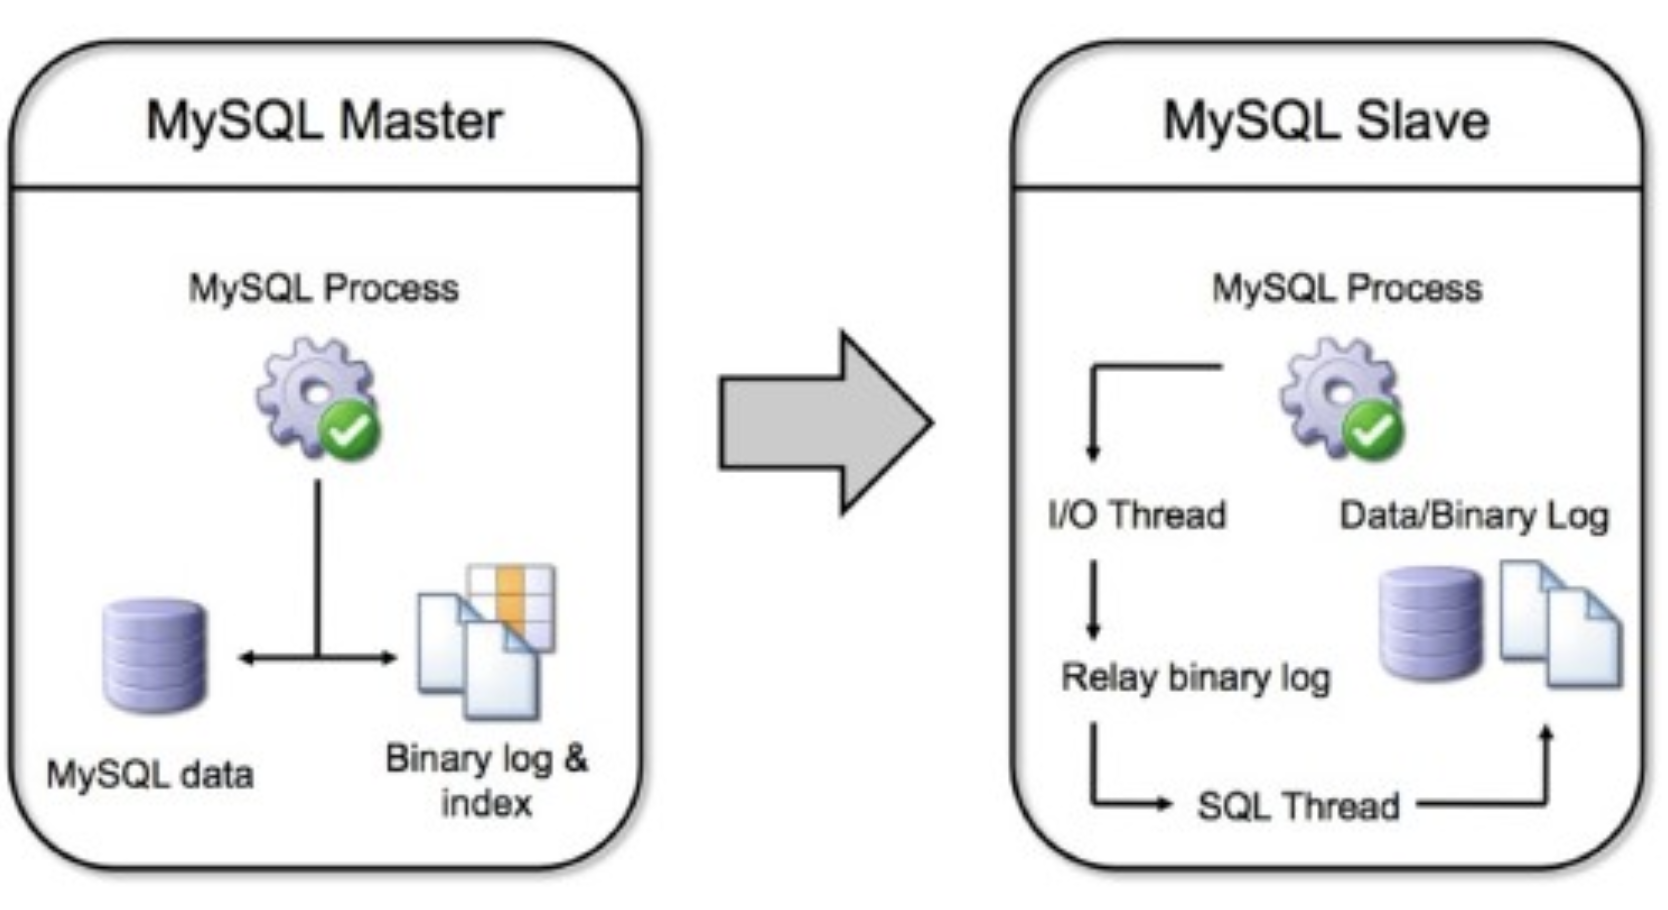 MySQL Master
MySQL Process
MySQL data
Binary log &
index
MySQL Slave
MySQL Process
I/O Thread
Data/Binary Log
Relay binary log
SQL Thread